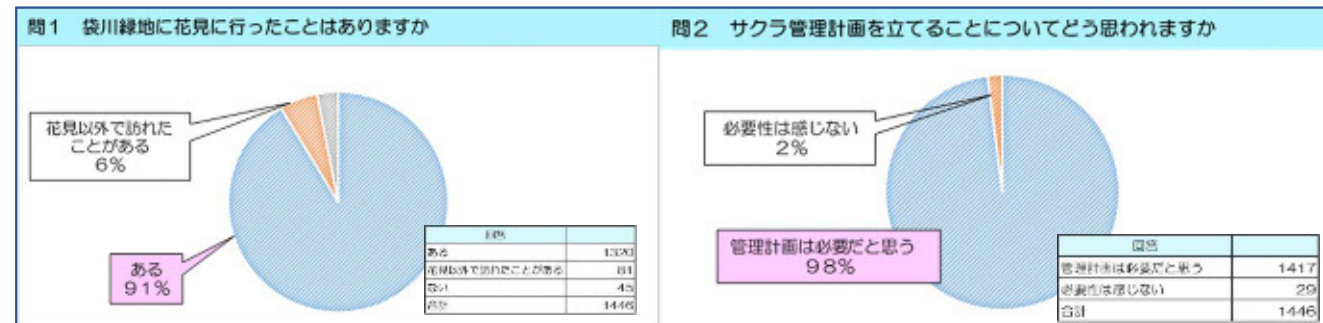 問1 袋川緑地に花見に行ったことはありますか
花見以外で訪れた
ことがある
6%
ある
91%
回答
ある 1320
花見以外で訪れたことがある 81
ない 45
合計 1446
問2 サクラ管理計画を立てることについてどう思われますか
必要性は感じない
2%
管理計画は必要だと思う
98%
回答
管理計画は必要だと思う 1417
必要性は感じない 29
合計 1446